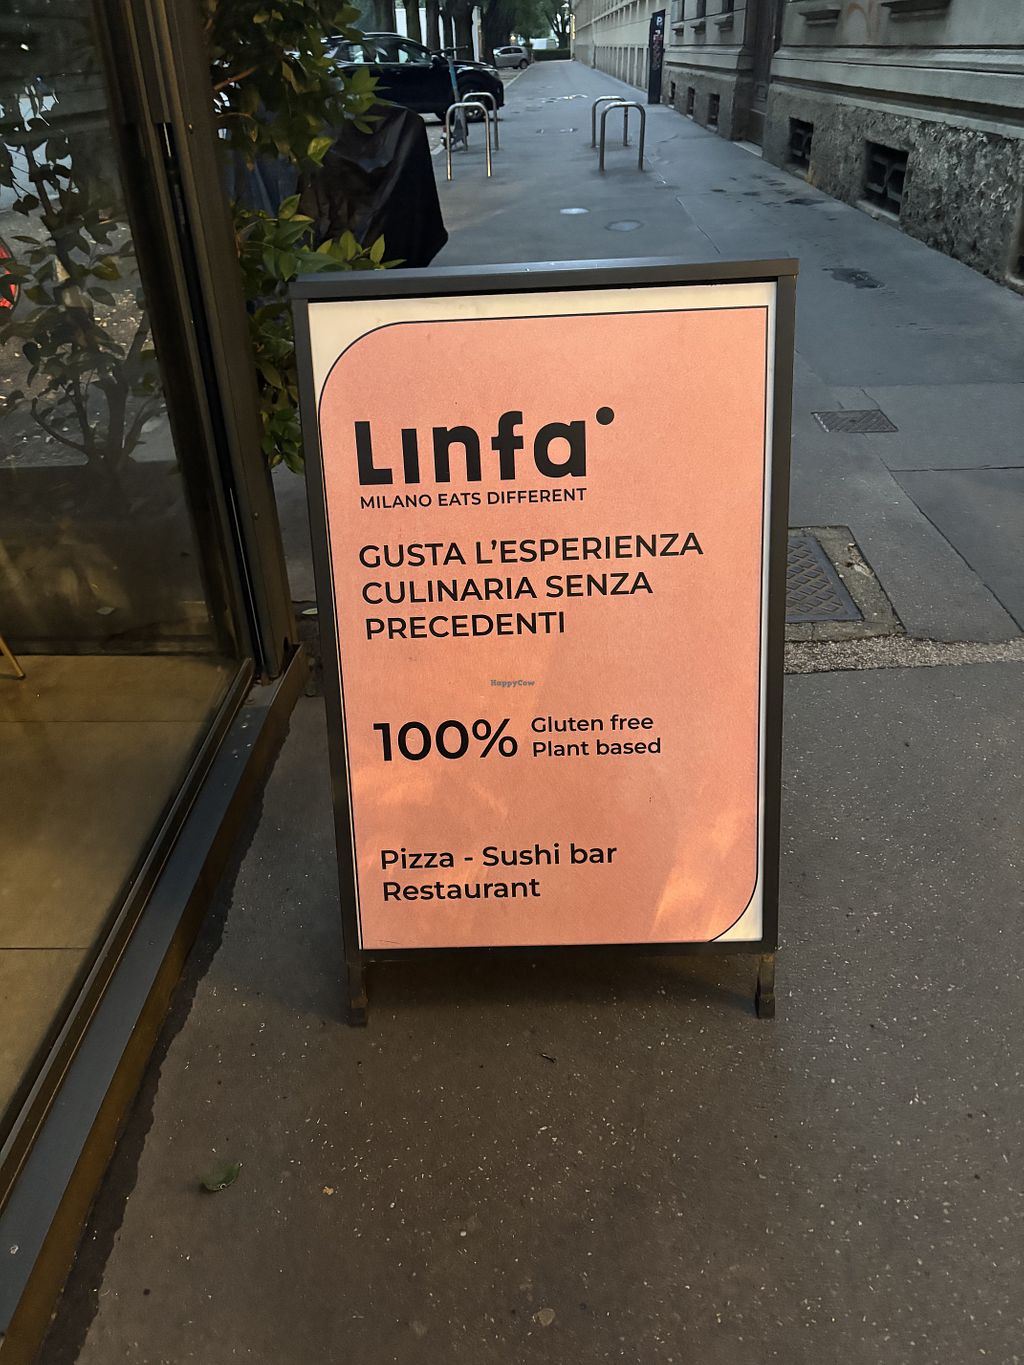 Linfa
MILANO EATS DIFFERENT
GUSTA L'ESPERIENZA
CULINARIA SENZA
PRECEDENTI
HappyCow
100% Gluten free
Plant based
Pizza - Sushi bar
Restaurant